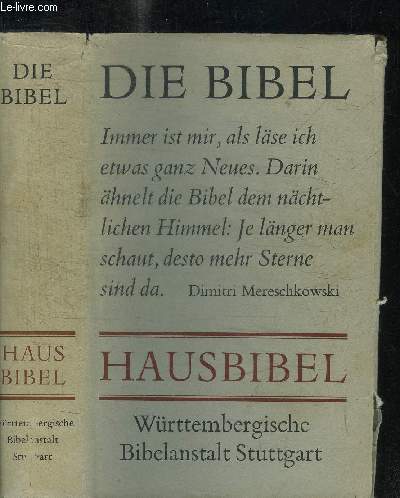 Le-livre.com
DIE
BIBEL
HAUS
BIBEL
Bibelanstalt
DIE BIBEL
Immer ist mir, als läse ich
etwas ganz Neues. Darin
ähnelt die Bibel dem nächt-
lichen Himmel: Je länger man
schaut, desto mehr Sterne
sind da. Dimitri Mereschkowski
HAUSBIBEL
Württembergische
Bibelanstalt Stuttgart